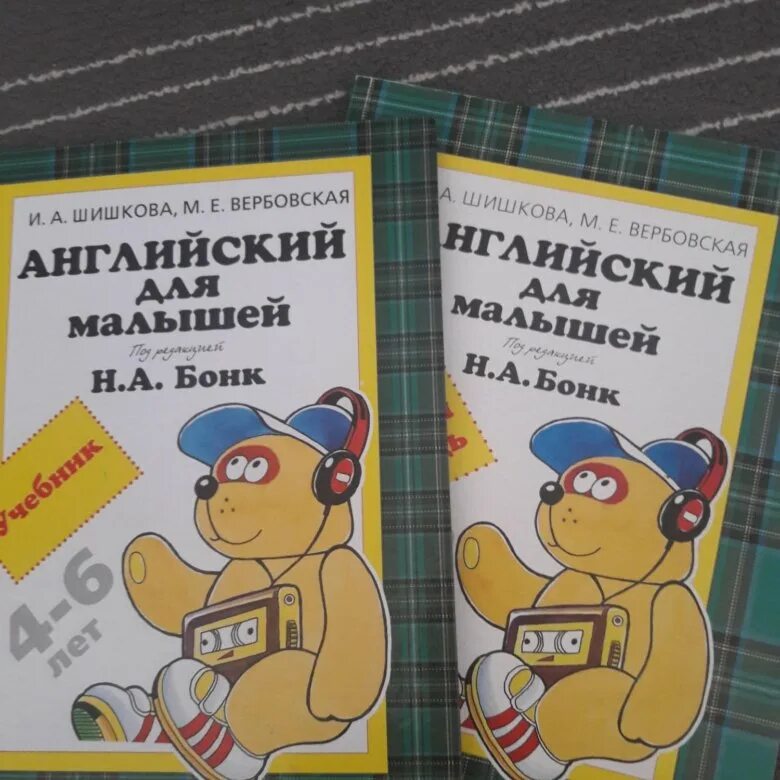 И. А. ШИШКОВА, М. Е. ВЕРБОВСКАЯ
АНГЛИЙСКИЙ
ДЛЯ
МАЛЫШЕЙ
Под редакцией
Н.А. Бонк
Учебник
4-6
лет
А. ШИШКОВА, М. Е. ВЕРБОВСКАЯ
НГЛИЙСКИЙ
ДЛЯ
МАЛЫШЕЙ
Под редакцией
Н.А. Бонк